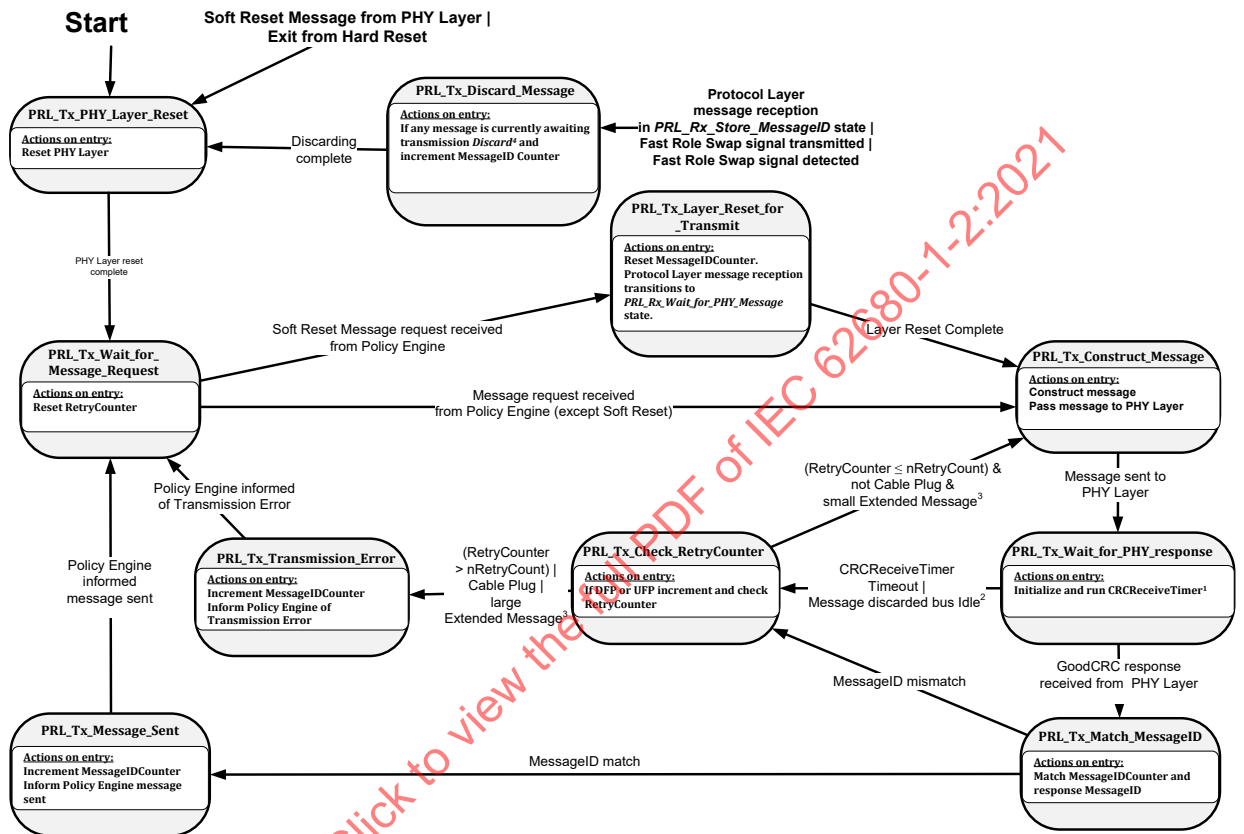 Start
Soft Reset Message from PHY Layer |
Exit from Hard Reset
PRL_Tx_PHY_Layer_Reset
Actions on entry:
Reset PHY Layer
Discarding
complete
PRL_Tx_Discard_Message
Actions on entry:
If any message is currently awaiting
transmission Discard⁴ and
increment MessageID Counter
Protocol Layer
message reception
in PRL_Rx_Store_MessageID state |
Fast Role Swap signal transmitted |
Fast Role Swap signal detected
PHY Layer reset
complete
PRL_Tx_Layer_Reset_for
_Transmit
Actions on entry:
Reset MessageIDCounter.
Protocol Layer message reception
transitions to
PRL_Rx_Wait_for_PHY_Message
state.
Soft Reset Message request received
from Policy Engine
Layer Reset Complete
PRL_Tx_Wait_for_
Message_Request
Actions on entry:
Reset RetryCounter
Message request received
from Policy Engine (except Soft Reset)
PRL_Tx_Construct_Message
Actions on entry:
Construct message
Pass message to PHY Layer
Policy Engine informed
of Transmission Error
(RetryCounter ≤ nRetryCount) &
not Cable Plug &
small Extended Message³
Message sent to
PHY Layer
Policy Engine
informed
message sent
PRL_Tx_Transmission_Error
Actions on entry:
Increment MessageIDCounter
Inform Policy Engine of
Transmission Error
(RetryCounter
> nRetryCount) |
Cable Plug |
large
Extended Message³
PRL_Tx_Check_RetryCounter
Actions on entry:
If DFP or UFP increment and check
RetryCounter
CRCReceiveTimer
Timeout |
Message discarded bus Idle²
PRL_Tx_Wait_for_PHY_response
Actions on entry:
Initialize and run CRCReceiveTimer¹
GoodCRC response
received from PHY Layer
MessageID mismatch
PRL_Tx_Message_Sent
Actions on entry:
Increment MessageIDCounter
Inform Policy Engine message
sent
MessageID match
PRL_Tx_Match_MessageID
Actions on entry:
Match MessageIDCounter and
response MessageID
Click to view the full PDF of IEC 62680-1-2:2021